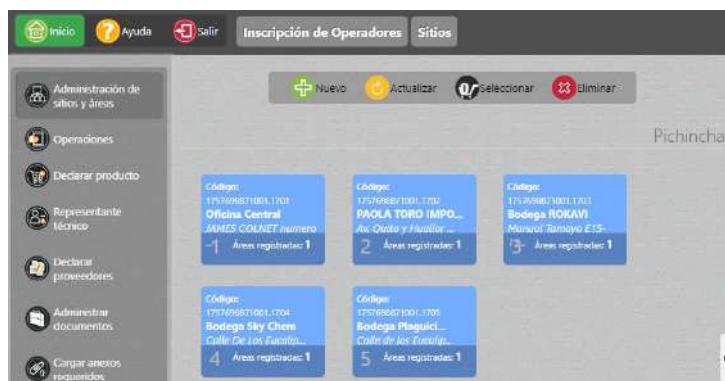 Inicio Ayuda Salir Inscripción de Operadores Sitios
Nuevo Actualizar Seleccionar Eliminar
Pichincha
Administración de
sitios y áreas
Operaciones
Declarar producto
Representante
técnico
Declarar
proveedores
Administrar
documentos
Cargar anexos
requeridos
Código:
1757698871001.1701
Oficina Central
JAMES COLNET numero
1 Áreas registradas: 1
Código:
1757698871001.1702
PAOLA TORO IMPO...
Av. Quito y Huallor ...
2 Áreas registradas: 1
Código:
1757698871001.1703
Bodega ROKAVI
Manual Tamayo E15-
3 Áreas registradas: 1
Código:
1757698871001.1704
Bodega Sky Chem
Calle De Los Eucalip...
4 Áreas registradas: 1
Código:
1757698871001.1705
Bodega Plaguici...
Calle de los Eucalip...
5 Áreas registradas: 1